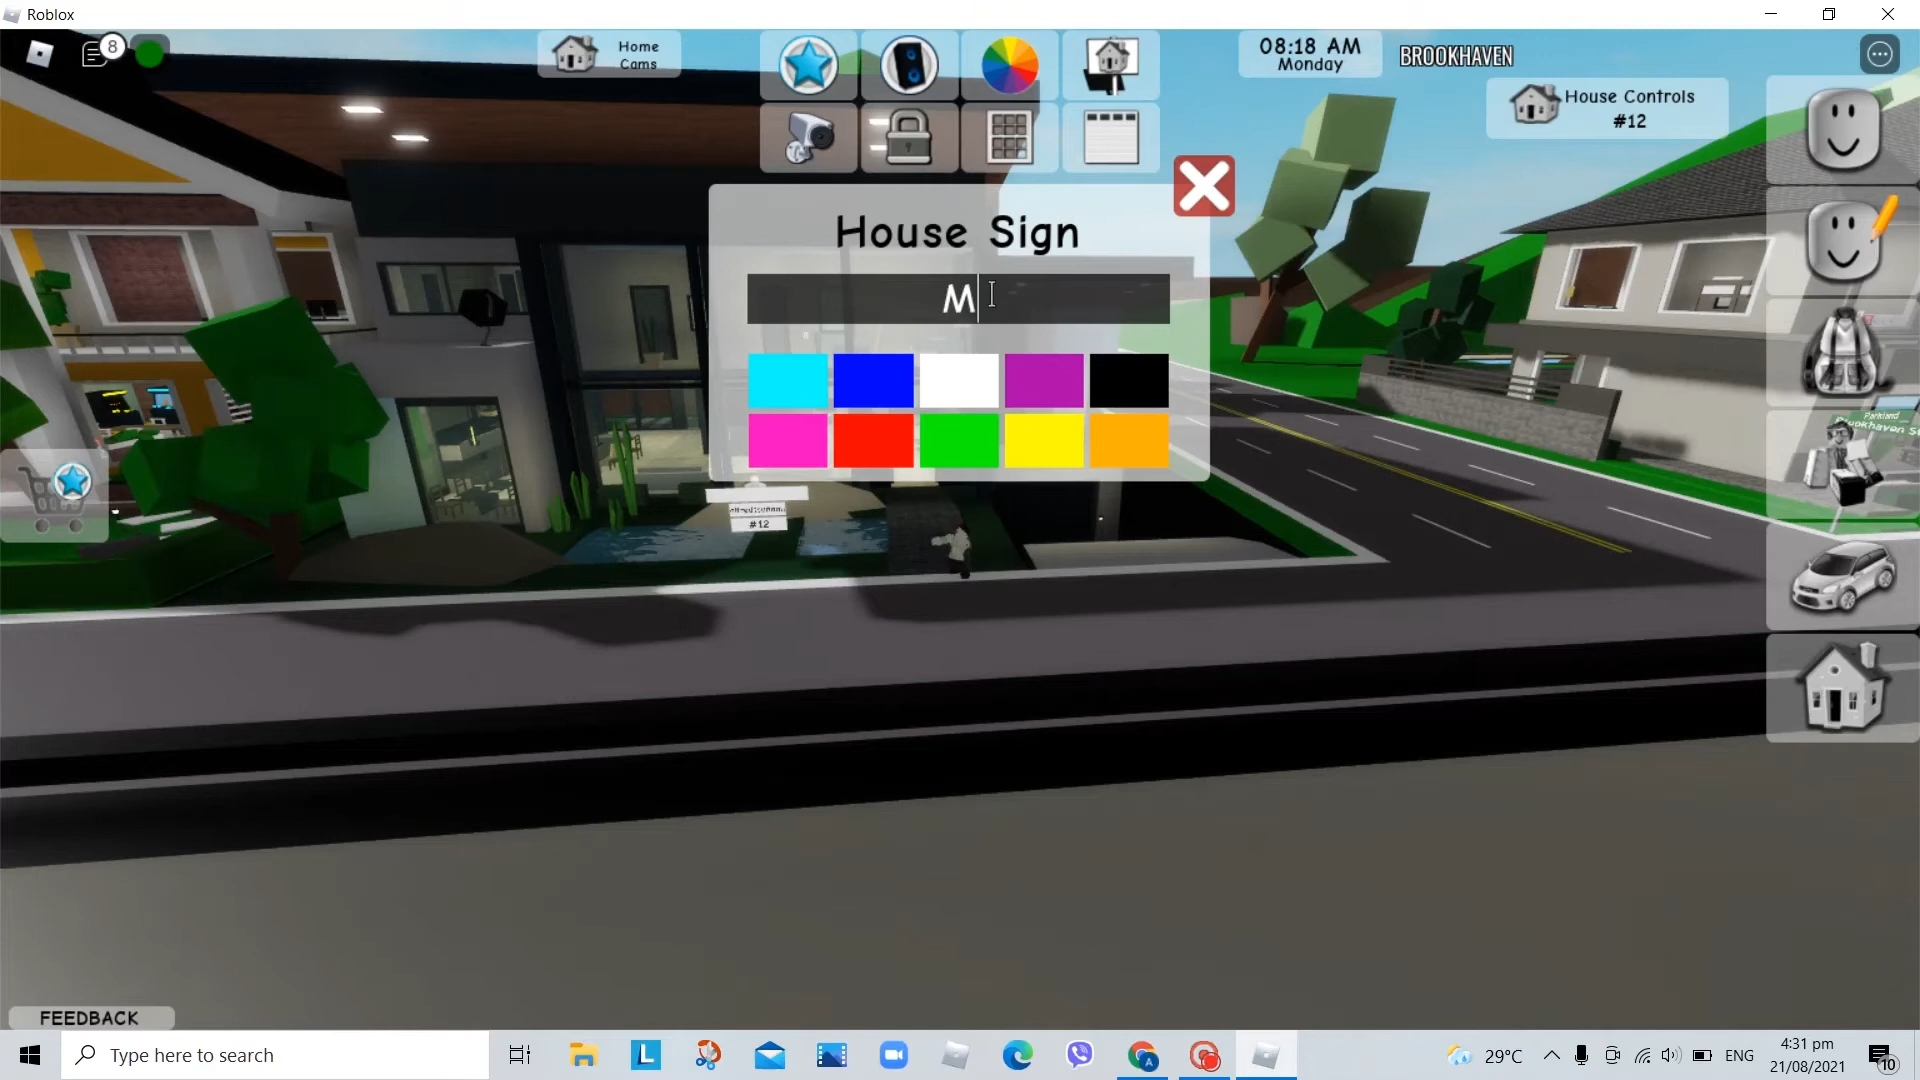 Roblox
8
Home
Cams
08:18 AM
Monday
BROOKHAVEN
House Controls
#12
House Sign
M
Parkland
#12
FEEDBACK
Type here to search
L
A
29°C
ENG
4:31 pm
21/08/2021
10